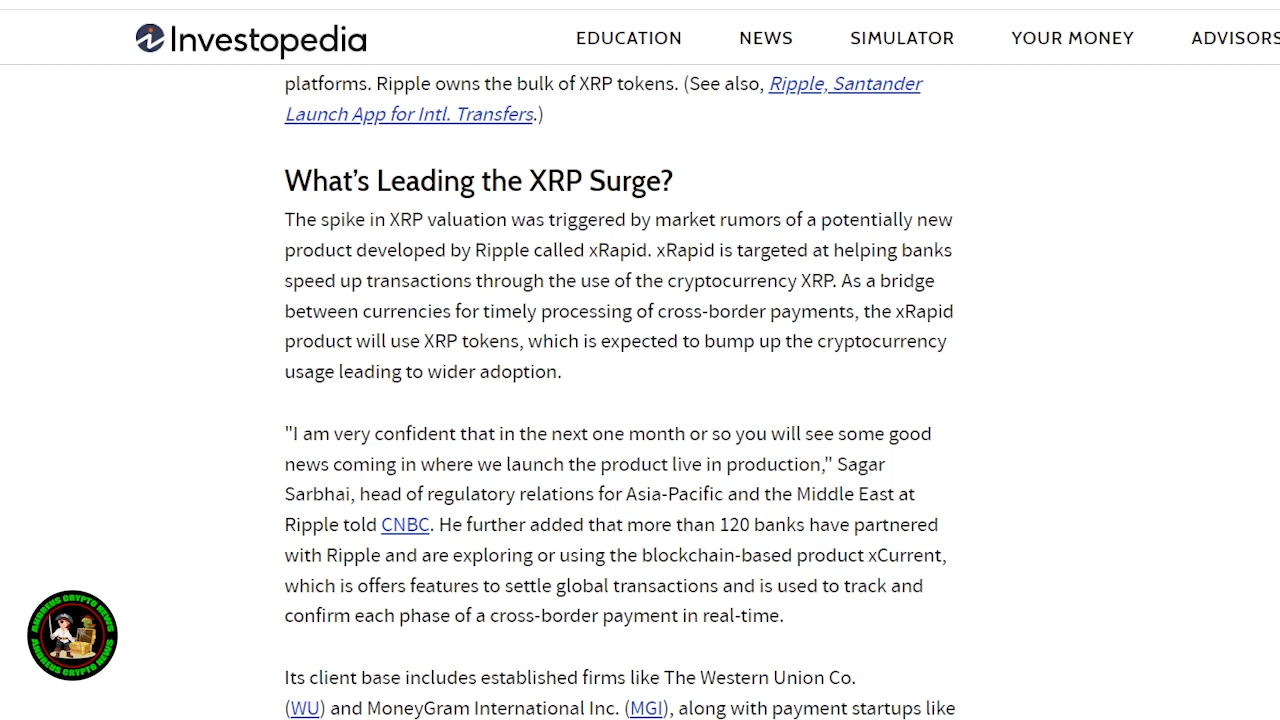 Investopedia
EDUCATION NEWS SIMULATOR YOUR MONEY ADVISORS
platforms. Ripple owns the bulk of XRP tokens. (See also, Ripple, Santander
Launch App for Intl. Transfers.)
What's Leading the XRP Surge?
The spike in XRP valuation was triggered by market rumors of a potentially new
product developed by Ripple called xRapid. xRapid is targeted at helping banks
speed up transactions through the use of the cryptocurrency XRP. As a bridge
between currencies for timely processing of cross-border payments, the xRapid
product will use XRP tokens, which is expected to bump up the cryptocurrency
usage leading to wider adoption.
"I am very confident that in the next one month or so you will see some good
news coming in where we launch the product live in production," Sagar
Sarbhai, head of regulatory relations for Asia-Pacific and the Middle East at
Ripple told CNBC. He further added that more than 120 banks have partnered
with Ripple and are exploring or using the blockchain-based product xCurrent,
which is offers features to settle global transactions and is used to track and
confirm each phase of a cross-border payment in real-time.
Its client base includes established firms like The Western Union Co.
(WU) and MoneyGram International Inc. (MGI), along with payment startups like
ANDREUS CRYPTO NEWS
ANDREUS CRYPTO NEWS